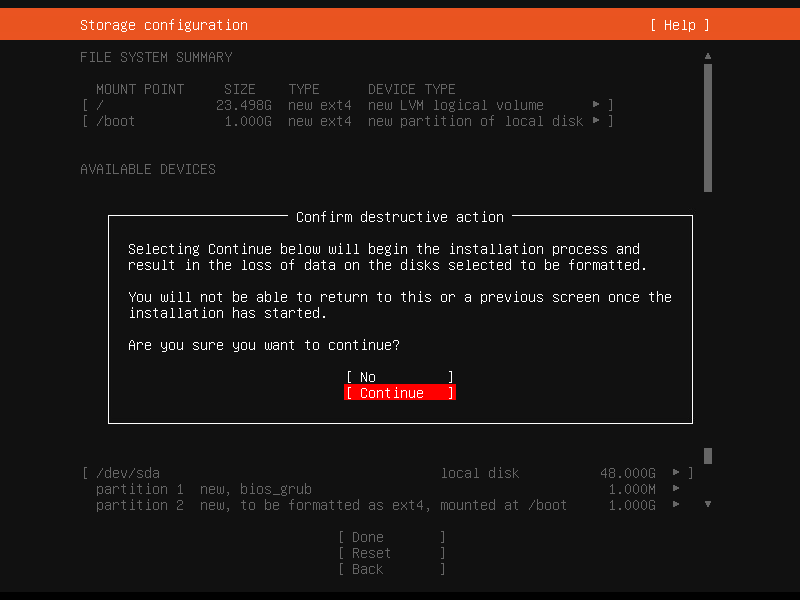 Storage configuration [ Help ]
FILE SYSTEM SUMMARY ▲
MOUNT POINT SIZE TYPE DEVICE TYPE
[ / 23.498G new ext4 new LVM logical volume ▸ ]
[ /boot 1.000G new ext4 new partition of local disk ▸ ]
AVAILABLE DEVICES
Confirm destructive action
Selecting Continue below will begin the installation process and
result in the loss of data on the disks selected to be formatted.
You will not be able to return to this or a previous screen once the
installation has started.
Are you sure you want to continue?
[ No ]
[ Continue ]
[ /dev/sda local disk 48.000G ▸ ]
partition 1 new, bios_grub 1.000M ▸
partition 2 new, to be formatted as ext4, mounted at /boot 1.000G ▸ ▼
[ Done ]
[ Reset ]
[ Back ]